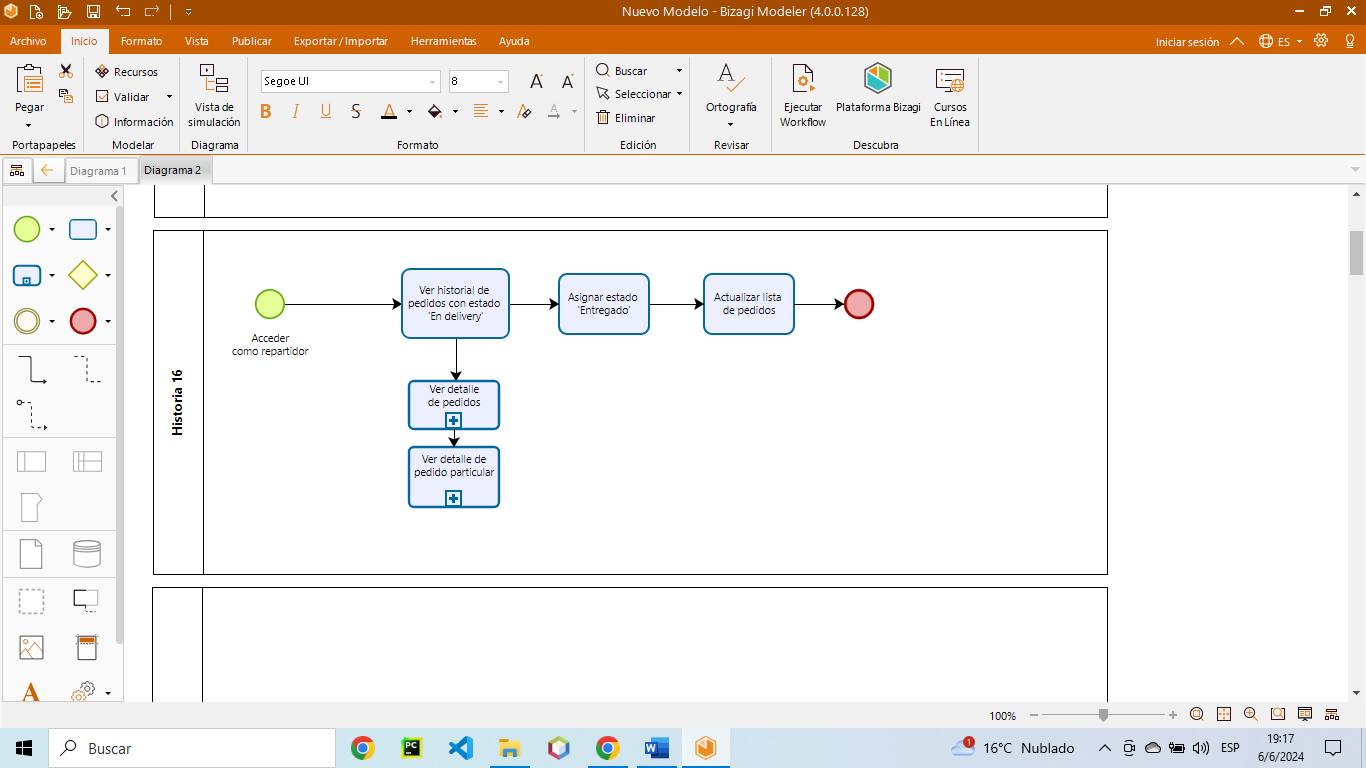 Nuevo Modelo - Bizagi Modeler (4.0.0.128)
Archivo
Inicio
Formato
Vista
Publicar
Exportar / Importar
Herramientas
Ayuda
Iniciar sesión
ES
Pegar
Portapapeles
Recursos
Validar
Información
Modelar
Vista de
simulación
Diagrama
Segoe UI
8
A
A
B
I
U
S
A
A
Formato
Buscar
Seleccionar
Eliminar
Edición
Ortografía
Revisar
Ejecutar
Workflow
Plataforma Bizagi
Cursos
En Línea
Descubra
Diagrama 1
Diagrama 2
Historia 16
Acceder
como repartidor
Ver historial de
pedidos con estado
'En delivery'
Asignar estado
'Entregado'
Actualizar lista
de pedidos
Ver detalle
de pedidos
Ver detalle de
pedido particular
A
100%
Buscar
PC
1
16°C Nublado
ESP
19:17
6/6/2024